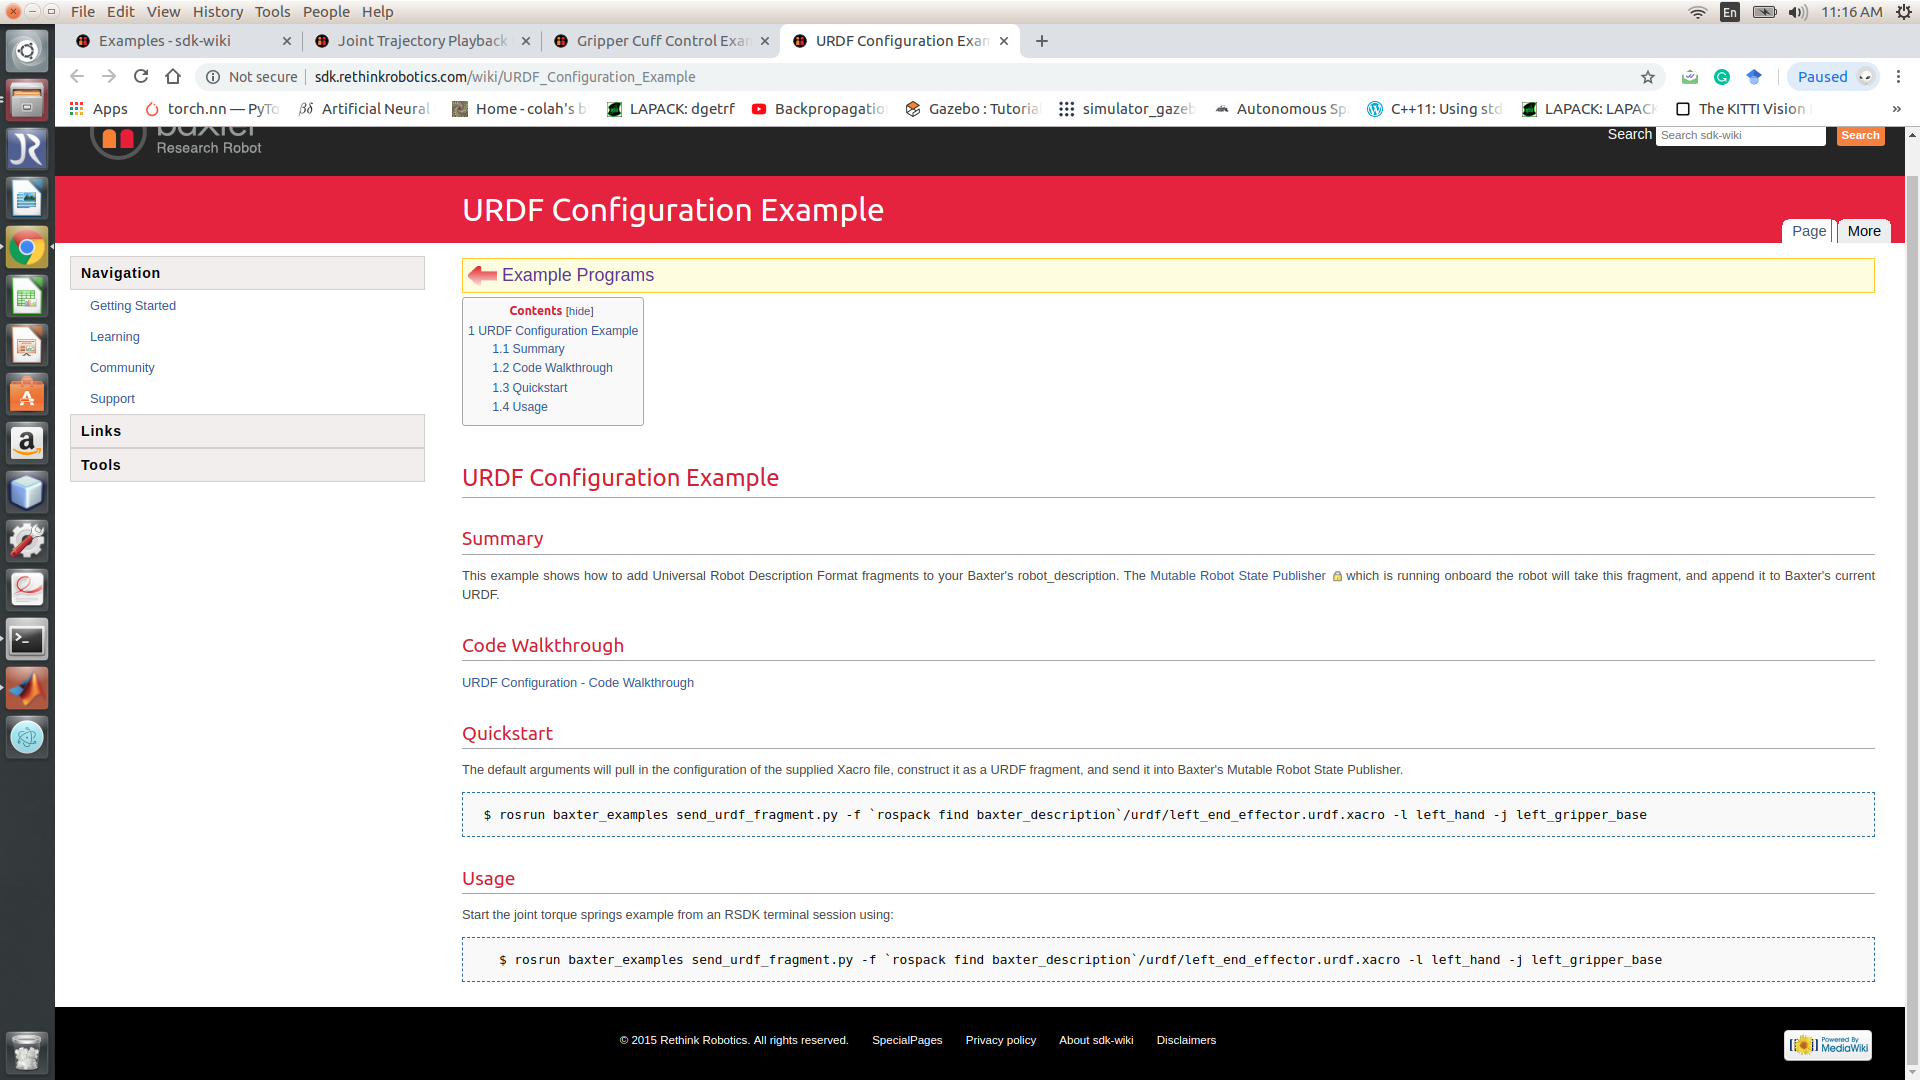 File Edit View History Tools People Help
En 11:16 AM
Examples - sdk-wiki
Joint Trajectory Playback
Gripper Cuff Control Exam
URDF Configuration Exam
Not secure sdk.rethinkrobotics.com/wiki/URDF_Configuration_Example
Paused
Apps torch.nn — PyTo Artificial Neural Home - colah's b LAPACK: dgetrf Backpropagation Gazebo : Tutorial simulator_gazeb Autonomous Sp C++11: Using std LAPACK: LAPACK The KITTI Vision »
baxter
Research Robot
Search Search sdk-wiki Search
URDF Configuration Example
Page More
Navigation
Getting Started
Learning
Community
Support
Links
Tools
Example Programs
Contents [hide]
1 URDF Configuration Example
1.1 Summary
1.2 Code Walkthrough
1.3 Quickstart
1.4 Usage
URDF Configuration Example
Summary
This example shows how to add Universal Robot Description Format fragments to your Baxter's robot_description. The Mutable Robot State Publisher which is running onboard the robot will take this fragment, and append it to Baxter's current
URDF.
Code Walkthrough
URDF Configuration - Code Walkthrough
Quickstart
The default arguments will pull in the configuration of the supplied Xacro file, construct it as a URDF fragment, and send it into Baxter's Mutable Robot State Publisher.
$ rosrun baxter_examples send_urdf_fragment.py -f `rospack find baxter_description`/urdf/left_end_effector.urdf.xacro -l left_hand -j left_gripper_base
Usage
Start the joint torque springs example from an RSDK terminal session using:
$ rosrun baxter_examples send_urdf_fragment.py -f `rospack find baxter_description`/urdf/left_end_effector.urdf.xacro -l left_hand -j left_gripper_base
© 2015 Rethink Robotics. All rights reserved. SpecialPages Privacy policy About sdk-wiki Disclaimers
Powered By
MediaWiki